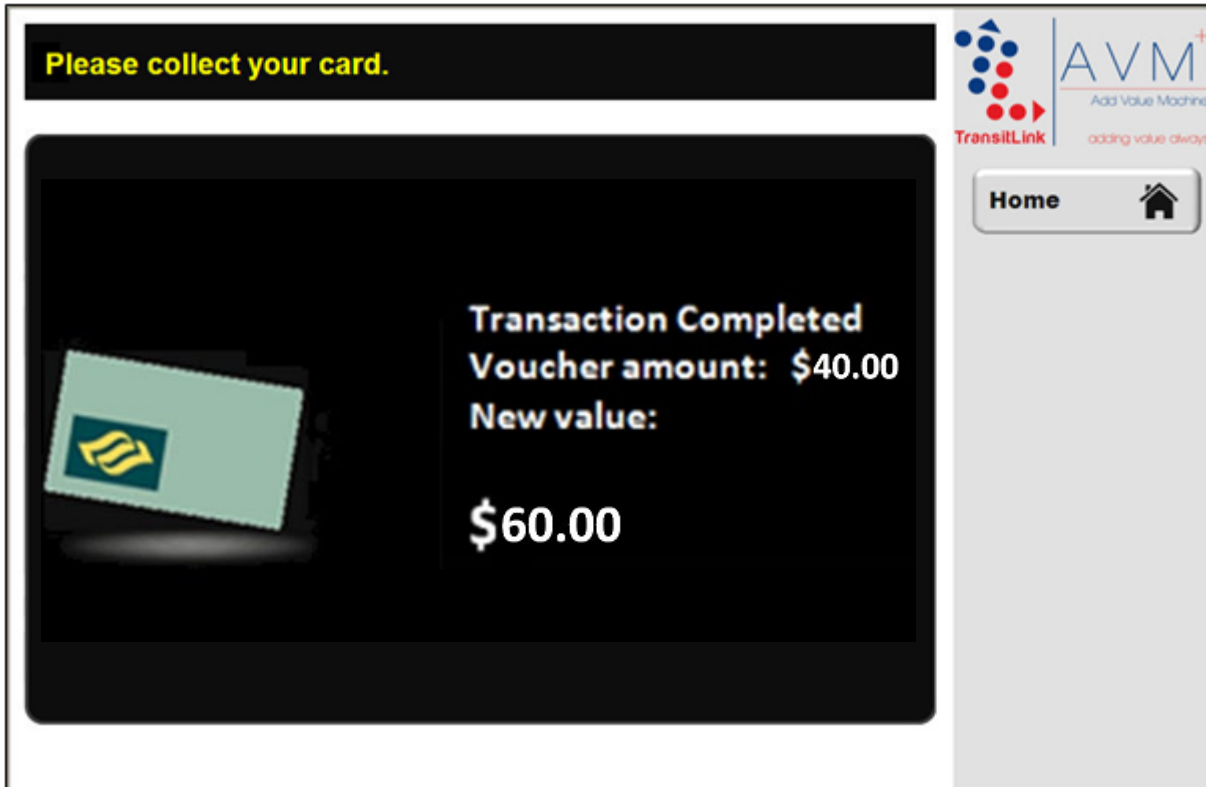 Please collect your card.
Transaction Completed
Voucher amount: $40.00
New value:
$60.00
TransitLink
AVM+
Add Value Machine
adding value always
Home